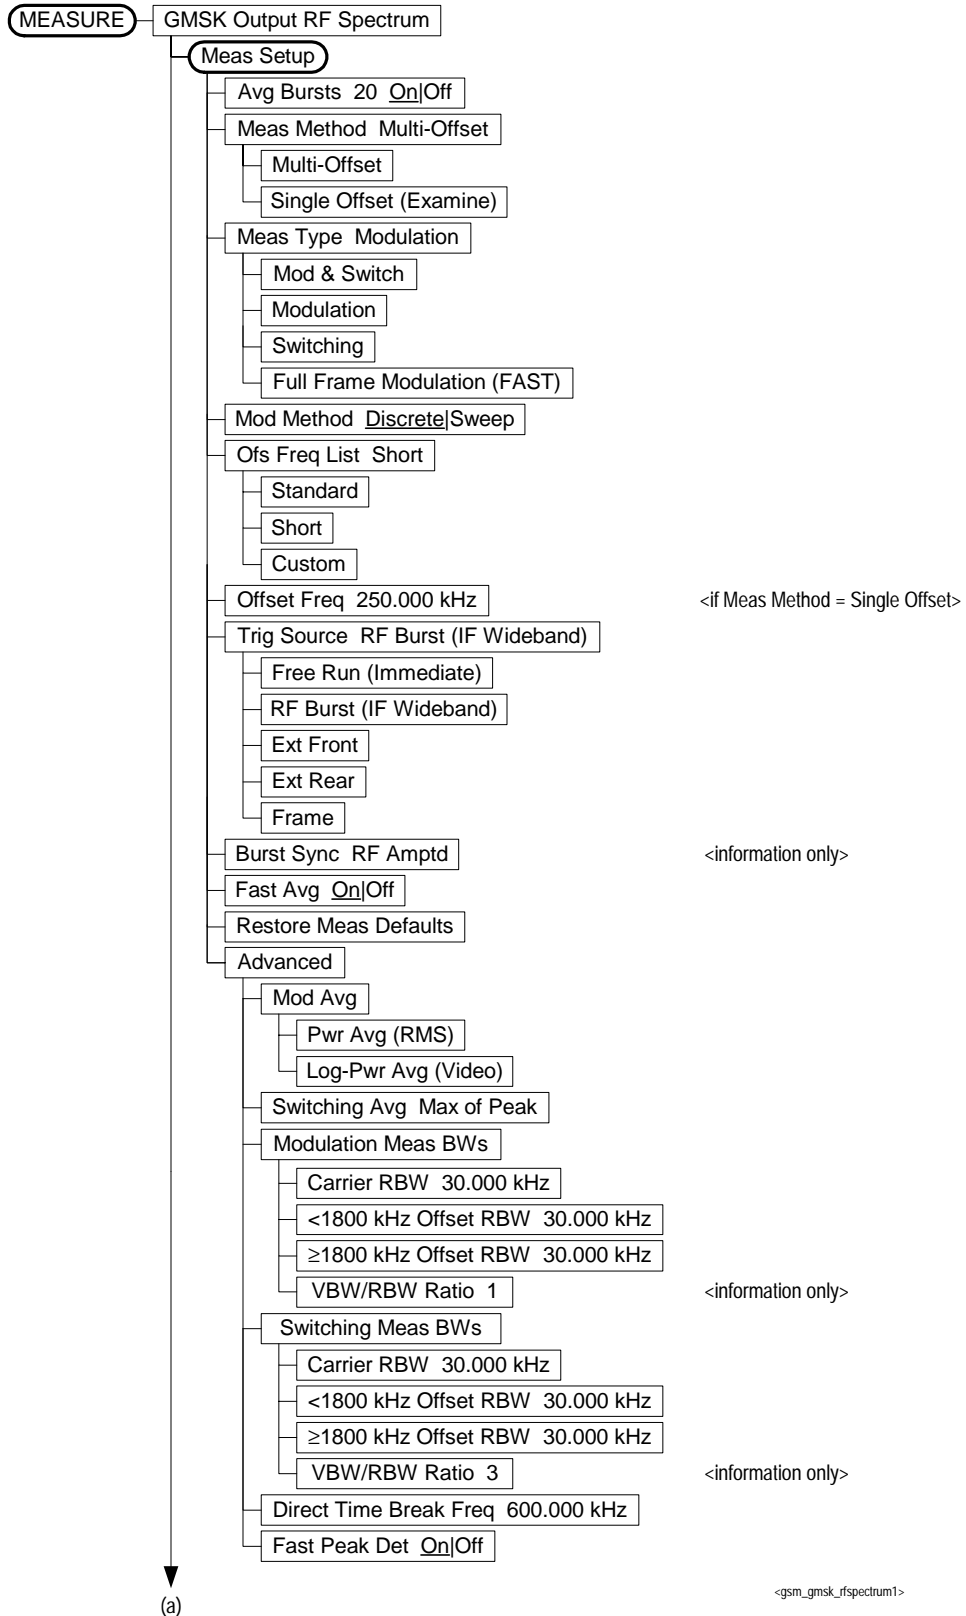 MEASURE GMSK Output RF Spectrum
Meas Setup
Avg Bursts 20 On|Off
Meas Method Multi-Offset
Multi-Offset
Single Offset (Examine)
Meas Type Modulation
Mod & Switch
Modulation
Switching
Full Frame Modulation (FAST)
Mod Method Discrete|Sweep
Ofs Freq List Short
Standard
Short
Custom
Offset Freq 250.000 kHz <if Meas Method = Single Offset>
Trig Source RF Burst (IF Wideband)
Free Run (Immediate)
RF Burst (IF Wideband)
Ext Front
Ext Rear
Frame
Burst Sync RF Amptd <information only>
Fast Avg On|Off
Restore Meas Defaults
Advanced
Mod Avg
Pwr Avg (RMS)
Log-Pwr Avg (Video)
Switching Avg Max of Peak
Modulation Meas BWs
Carrier RBW 30.000 kHz
<1800 kHz Offset RBW 30.000 kHz
≥1800 kHz Offset RBW 30.000 kHz
VBW/RBW Ratio 1 <information only>
Switching Meas BWs
Carrier RBW 30.000 kHz
<1800 kHz Offset RBW 30.000 kHz
≥1800 kHz Offset RBW 30.000 kHz
VBW/RBW Ratio 3 <information only>
Direct Time Break Freq 600.000 kHz
Fast Peak Det On|Off
(a)
<gsm_gmsk_rfspectrum1>